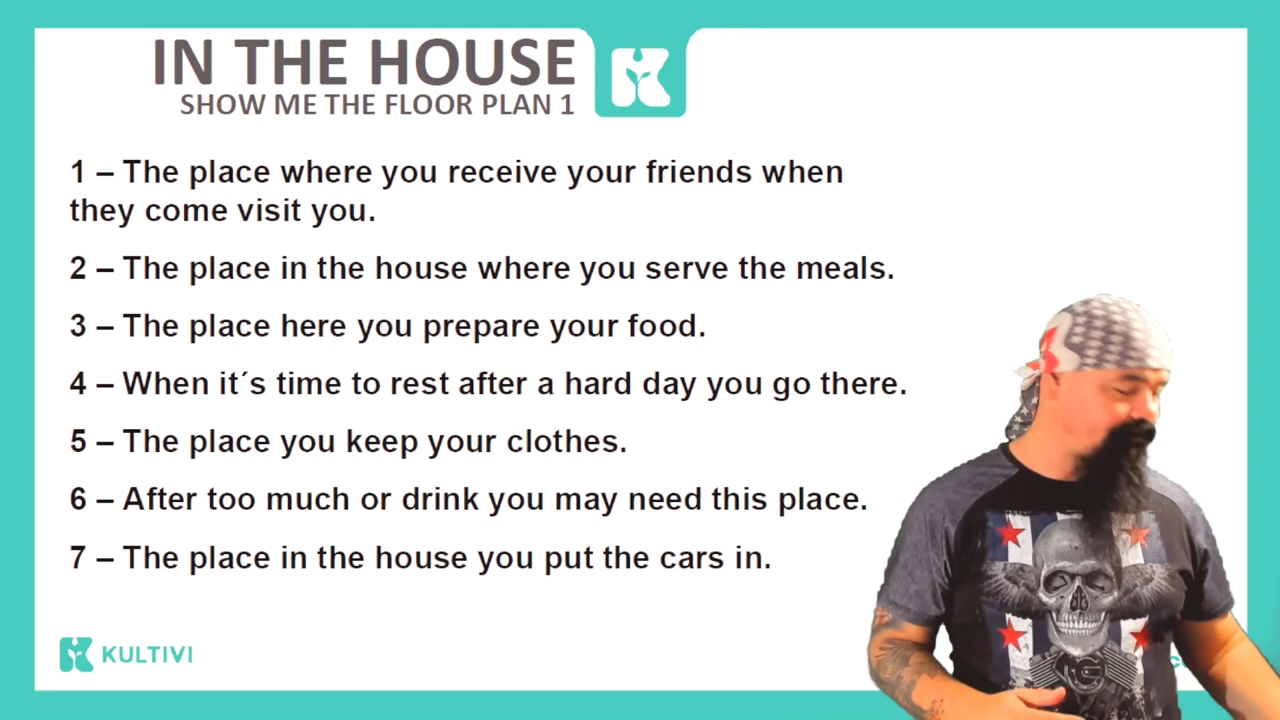 IN THE HOUSE
SHOW ME THE FLOOR PLAN 1
1 – The place where you receive your friends when
they come visit you.
2 – The place in the house where you serve the meals.
3 – The place here you prepare your food.
4 – When it´s time to rest after a hard day you go there.
5 – The place you keep your clothes.
6 – After too much or drink you may need this place.
7 – The place in the house you put the cars in.
KULTIVI